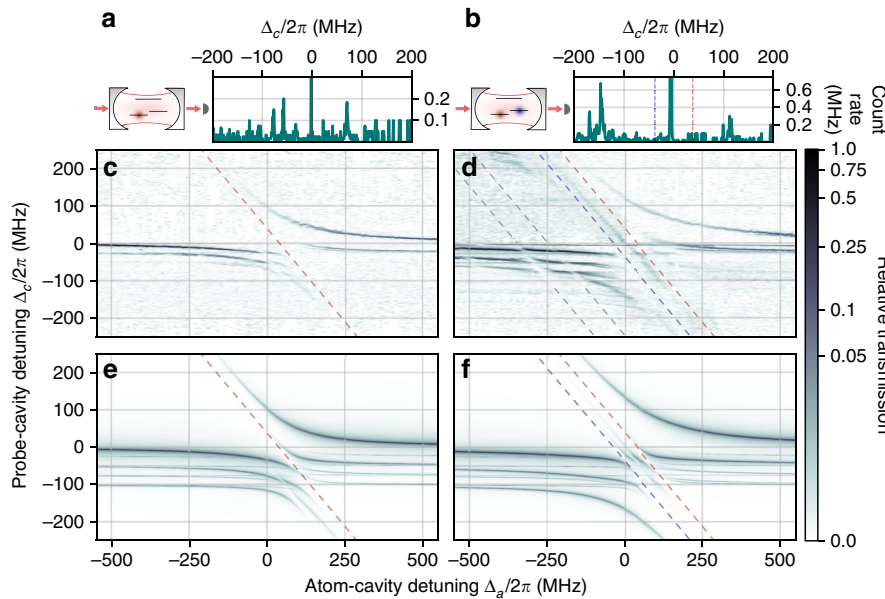 a
Δc/2π (MHz)
−200 −100 0 100 200
0.2
0.1
b
Δc/2π (MHz)
−200 −100 0 100 200
0.6
0.4
0.2
Count
rate
(MHz)
c
200
100
0
−100
−200
d
e
200
100
0
−100
−200
−500 −250 0 250 500
f
−500 −250 0 250 500
Probe-cavity detuning Δc/2π (MHz)
Atom-cavity detuning Δa/2π (MHz)
1.0
0.75
0.5
0.25
0.1
0.05
0.0
Relative transmission